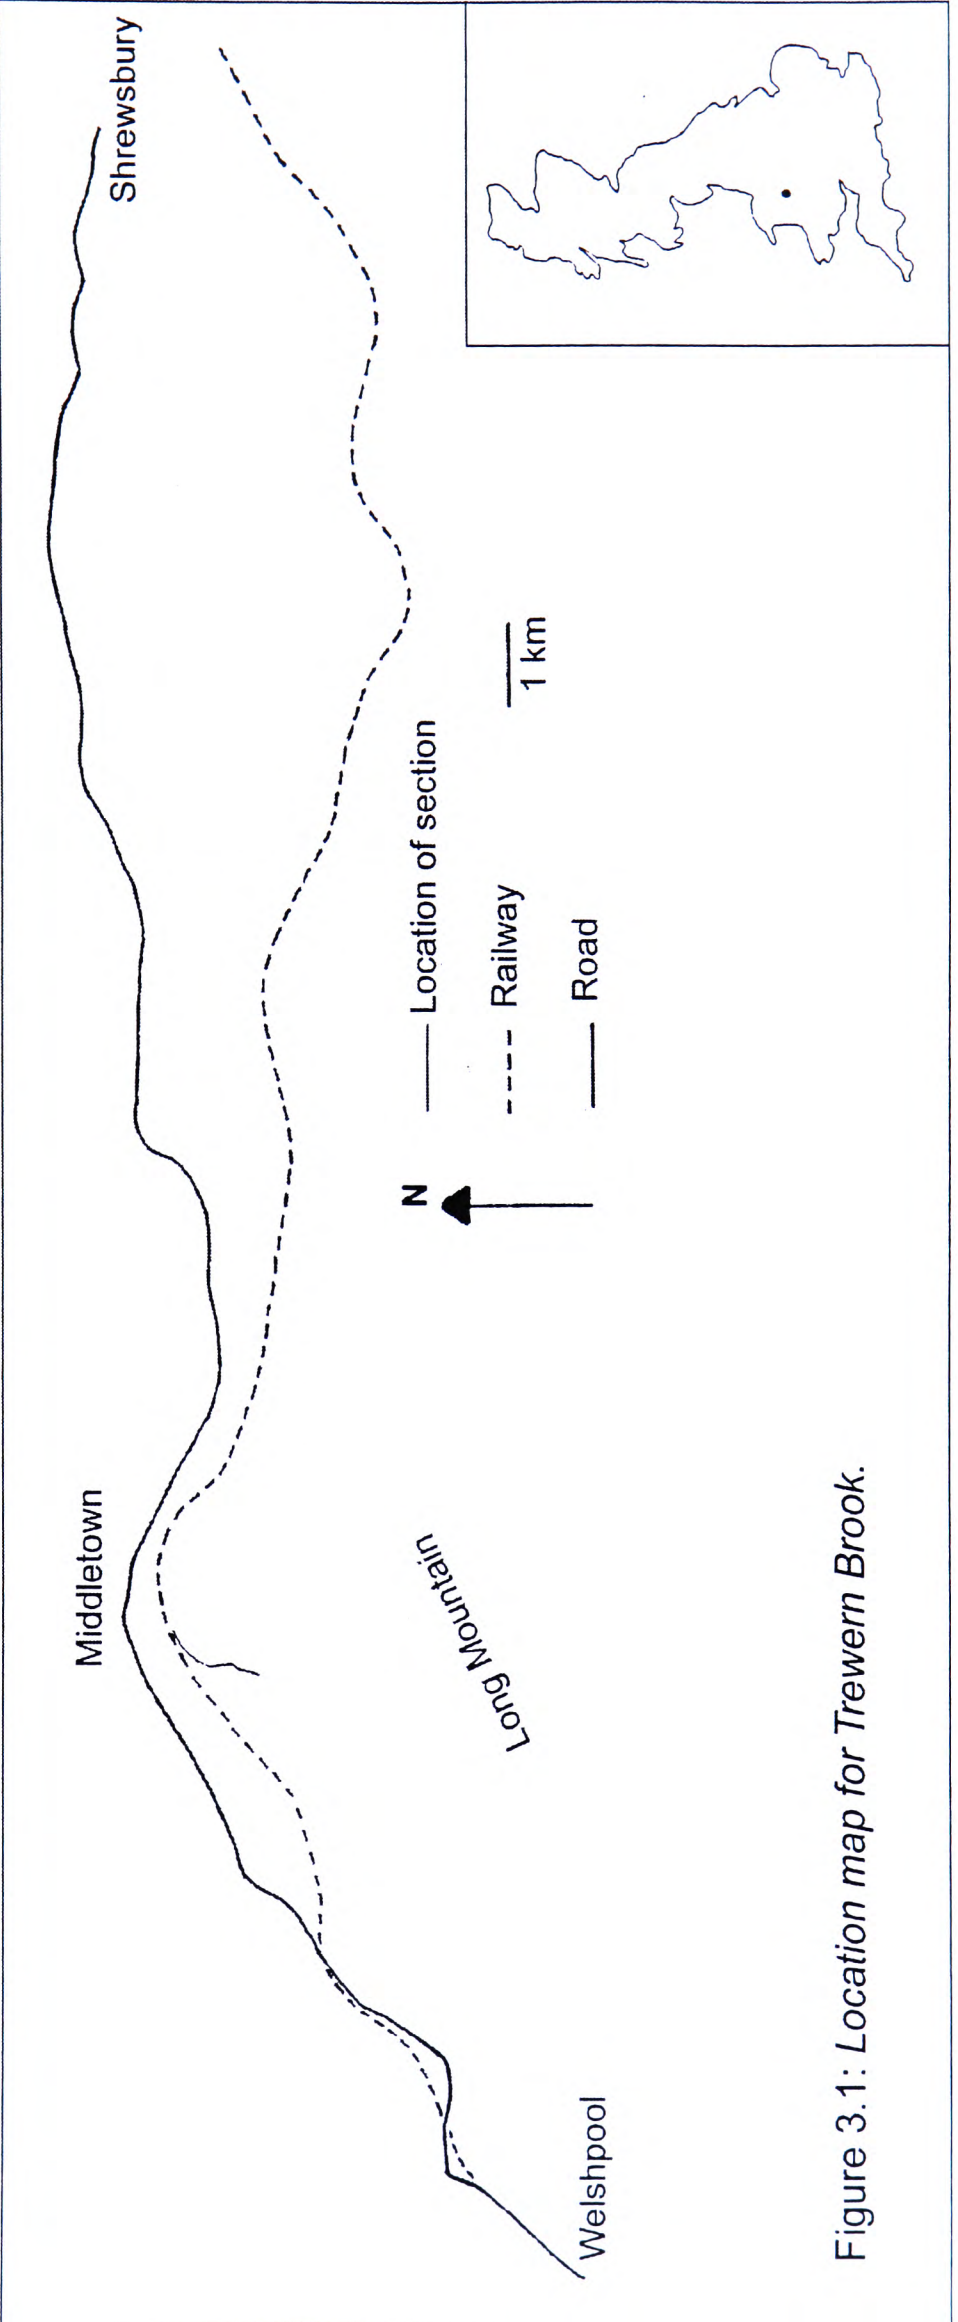 Shrewsbury
Middletown
Long Mountain
Welshpool
N
Location of section
Railway
Road
1 km
Figure 3.1: Location map for Trewern Brook.